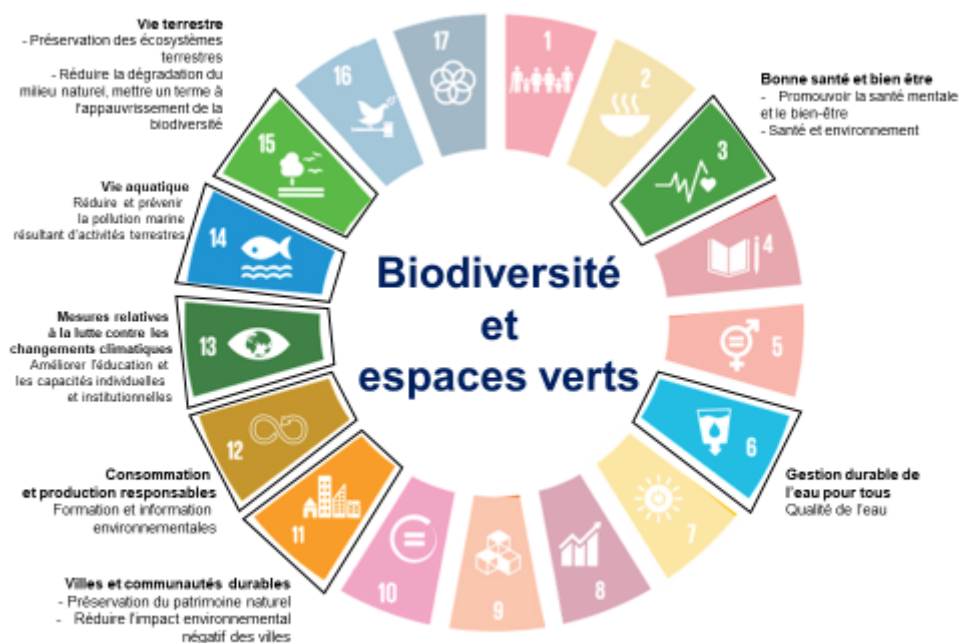 Vie terrestre
- Préservation des écosystèmes
terrestres
- Réduire la dégradation du
milieu naturel, mettre un terme à
l'appauvrissement de la
biodiversité
17
1
16
2
Bonne santé et bien être
- Promouvoir la santé mentale
et le bien-être
- Santé et environnement
15
3
Vie aquatique
Réduire et prévenir
la pollution marine
résultant d'activités terrestres
14
4
Biodiversité
et
espaces verts
Mesures relatives
à la lutte contre les
changements climatiques
Améliorer l'éducation et
les capacités individuelles
et institutionnelles
13
5
12
6
Consommation
et production responsables
Formation et information
environnementales
Gestion durable de
l'eau pour tous
Qualité de l'eau
11
7
10
8
9
Villes et communautés durables
- Préservation du patrimoine naturel
- Réduire l'impact environnemental
négatif des villes